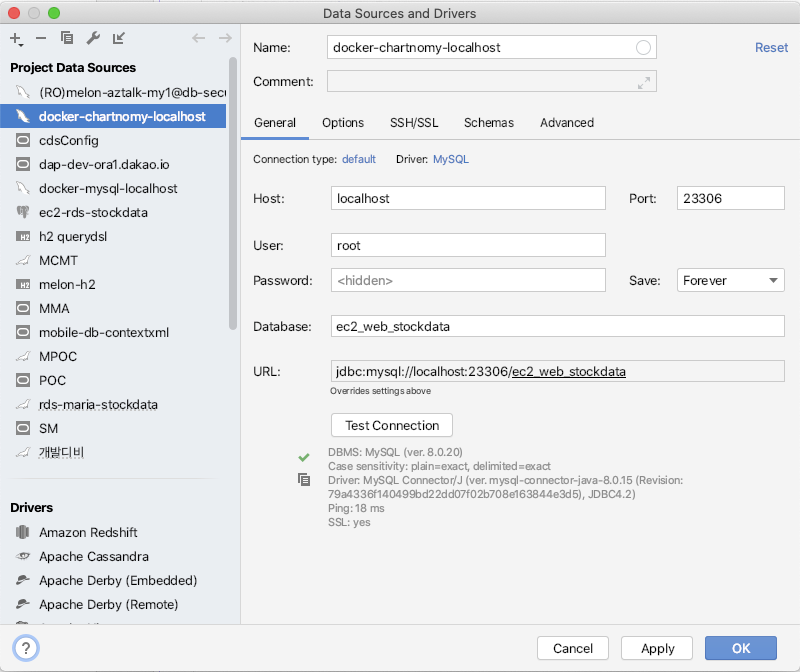 Data Sources and Drivers
Project Data Sources
(RO)melon-aztalk-my1@db-secu
docker-chartnomy-localhost
cdsConfig
dap-dev-ora1.dakao.io
docker-mysql-localhost
ec2-rds-stockdata
H2 h2 querydsl
MCMT
H2 melon-h2
MMA
mobile-db-contextxml
MPOC
POC
rds-maria-stockdata
SM
개발디비
Drivers
Amazon Redshift
Apache Cassandra
Apache Derby (Embedded)
Apache Derby (Remote)
Name: docker-chartnomy-localhost Reset
Comment:
General Options SSH/SSL Schemas Advanced
Connection type: default Driver: MySQL
Host: localhost Port: 23306
User: root
Password: <hidden> Save: Forever
Database: ec2_web_stockdata
URL: jdbc:mysql://localhost:23306/ec2_web_stockdata
Overrides settings above
Test Connection
DBMS: MySQL (ver. 8.0.20)
Case sensitivity: plain=exact, delimited=exact
Driver: MySQL Connector/J (ver. mysql-connector-java-8.0.15 (Revision:
79a4336f140499bd22dd07f02b708e163844e3d5), JDBC4.2)
Ping: 18 ms
SSL: yes
? Cancel Apply OK